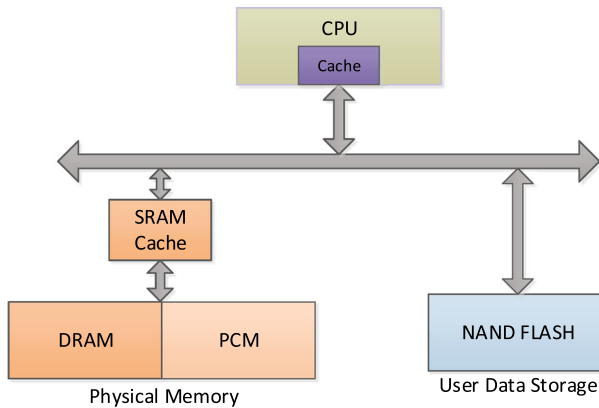 CPU
Cache
SRAM
Cache
DRAM
PCM
NAND FLASH
Physical Memory
User Data Storage